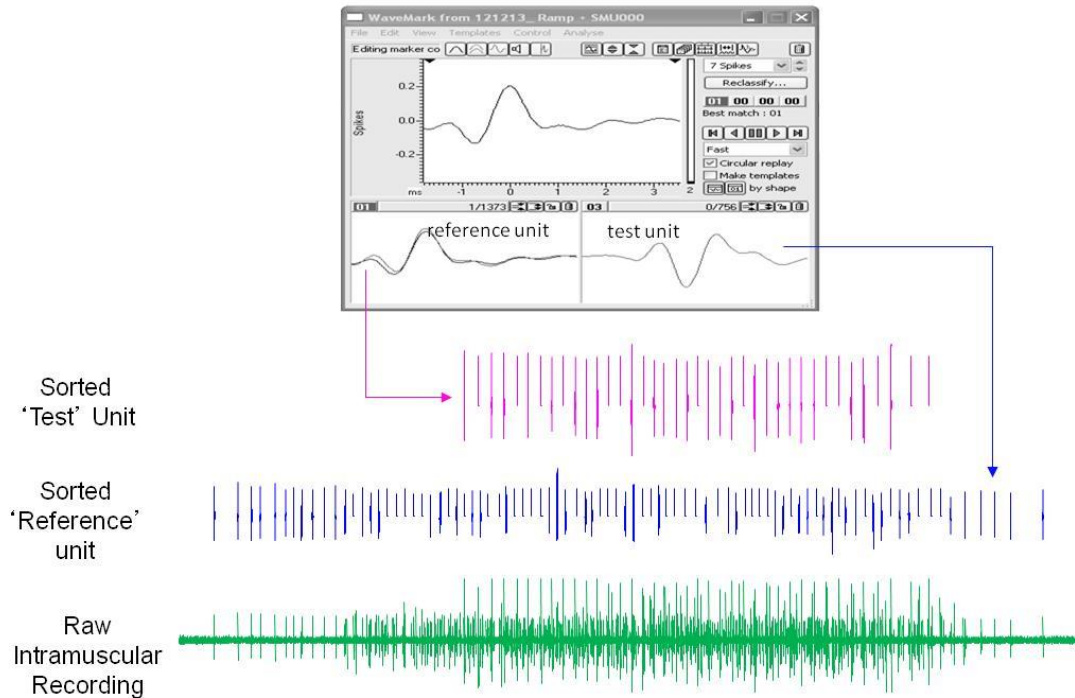 WaveMark from 121213_ Ramp - SMU000
File Edit View Templates Control Analyse
Editing marker co
7 Spikes
Reclassify...
01 00 00 00
Best match : 01
Fast
Circular replay
Make templates
by shape
Spikes
0.2
0.0
-0.2
ms -1 0 1 2 3 2
01 1/1373
03 0/756
reference unit
test unit
Sorted
‘Test’ Unit
Sorted
‘Reference’
unit
Raw
Intramuscular
Recording